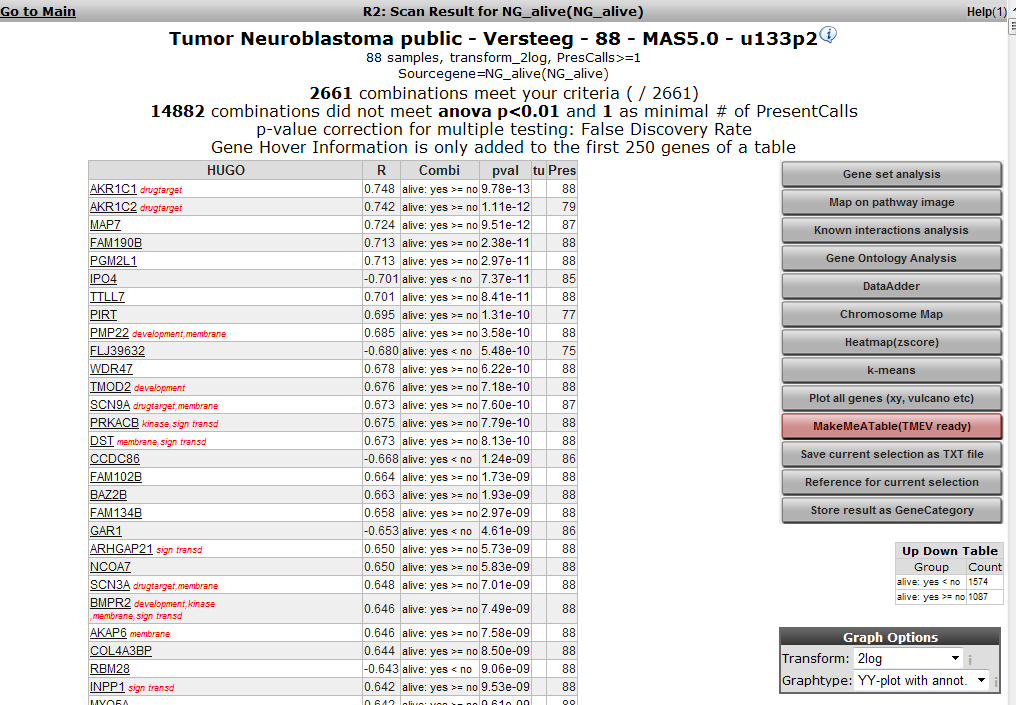 Go to Main R2: Scan Result for NG_alive(NG_alive) Help(1)
Tumor Neuroblastoma public - Versteeg - 88 - MAS5.0 - u133p2
88 samples, transform_2log, PresCalls>=1
Sourcegene=NG_alive(NG_alive)
2661 combinations meet your criteria ( / 2661)
14882 combinations did not meet anova p<0.01 and 1 as minimal # of PresentCalls
p-value correction for multiple testing: False Discovery Rate
Gene Hover Information is only added to the first 250 genes of a table
HUGO R Combi pval tu Pres
AKR1C1 drugtarget 0.748 alive: yes >= no 9.78e-13 88
AKR1C2 drugtarget 0.742 alive: yes >= no 1.11e-12 79
MAP7 0.724 alive: yes >= no 9.51e-12 87
FAM190B 0.713 alive: yes >= no 2.38e-11 88
PGM2L1 0.713 alive: yes >= no 2.97e-11 88
IPO4 -0.701 alive: yes < no 7.37e-11 85
TTLL7 0.701 alive: yes >= no 8.41e-11 88
PIRT 0.695 alive: yes >= no 1.31e-10 77
PMP22 development,membrane 0.685 alive: yes >= no 3.58e-10 88
FLJ39632 -0.680 alive: yes < no 5.48e-10 75
WDR47 0.678 alive: yes >= no 6.22e-10 88
TMOD2 development 0.676 alive: yes >= no 7.18e-10 88
SCN9A drugtarget,membrane 0.673 alive: yes >= no 7.60e-10 87
PRKACB kinase,sign transd 0.675 alive: yes >= no 7.79e-10 88
DST membrane,sign transd 0.673 alive: yes >= no 8.13e-10 88
CCDC86 -0.668 alive: yes < no 1.24e-09 86
FAM102B 0.664 alive: yes >= no 1.73e-09 88
BAZ2B 0.663 alive: yes >= no 1.93e-09 88
FAM134B 0.658 alive: yes >= no 2.97e-09 88
GAR1 -0.653 alive: yes < no 4.61e-09 86
ARHGAP21 sign transd 0.650 alive: yes >= no 5.73e-09 88
NCOA7 0.650 alive: yes >= no 5.83e-09 88
SCN3A drugtarget,membrane 0.648 alive: yes >= no 7.01e-09 88
BMPR2 development,kinase
,membrane,sign transd 0.646 alive: yes >= no 7.49e-09 88
AKAP6 membrane 0.646 alive: yes >= no 7.58e-09 88
COL4A3BP 0.644 alive: yes >= no 8.50e-09 88
RBM28 -0.643 alive: yes < no 9.06e-09 88
INPP1 sign transd 0.642 alive: yes >= no 9.53e-09 88
MYO5A 0.642 alive: yes >= no 9.61e-09 88
Gene set analysis
Map on pathway image
Known interactions analysis
Gene Ontology Analysis
DataAdder
Chromosome Map
Heatmap(zscore)
k-means
Plot all genes (xy, vulcano etc)
MakeMeATable(TMEV ready)
Save current selection as TXT file
Reference for current selection
Store result as GeneCategory
Up Down Table
Group Count
alive: yes < no 1574
alive: yes >= no 1087
Graph Options
Transform: 2log
Graphtype: YY-plot with annot.